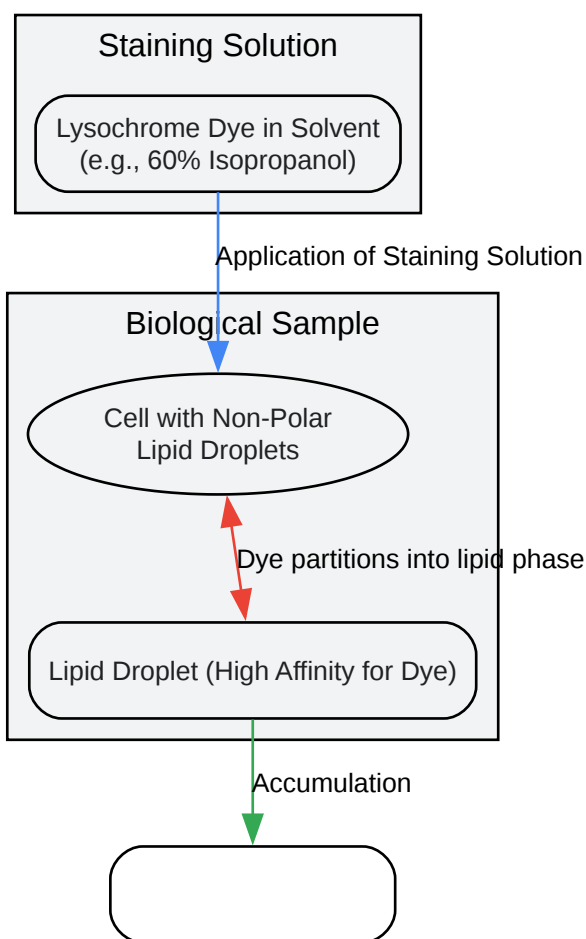 Staining Solution
Lysochrome Dye in Solvent
(e.g., 60% Isopropanol)
Application of Staining Solution
Biological Sample
Cell with Non-Polar
Lipid Droplets
Dye partitions into lipid phase
Lipid Droplet (High Affinity for Dye)
Accumulation